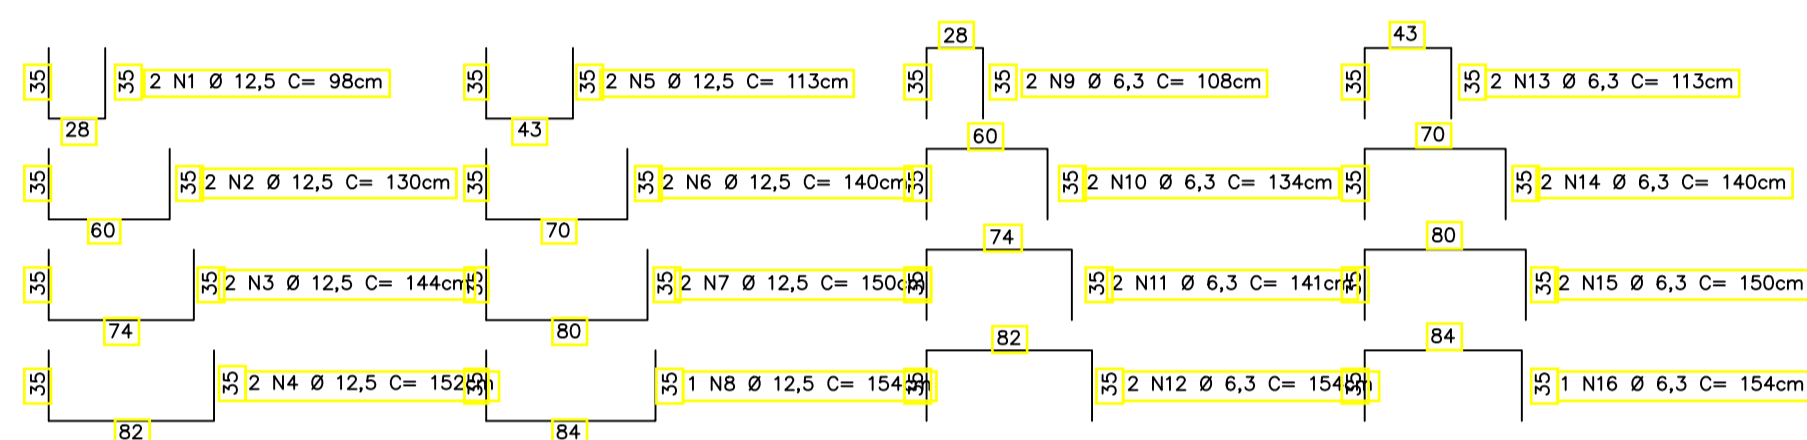 28 43
35 35 2 N1 Ø 12,5 C= 98cm 35 35 2 N5 Ø 12,5 C= 113cm 35 35 2 N9 Ø 6,3 C= 108cm 35 35 2 N13 Ø 6,3 C= 113cm
28 43 60 70
35 35 2 N2 Ø 12,5 C= 130cm 35 35 2 N6 Ø 12,5 C= 140cm 35 35 2 N10 Ø 6,3 C= 134cm 35 35 2 N14 Ø 6,3 C= 140cm
60 70 74 80
35 35 2 N3 Ø 12,5 C= 144cm 35 35 2 N7 Ø 12,5 C= 150cm 35 35 2 N11 Ø 6,3 C= 141cm 35 35 2 N15 Ø 6,3 C= 150cm
74 80 82 84
35 35 2 N4 Ø 12,5 C= 152cm 35 35 1 N8 Ø 12,5 C= 154cm 35 35 2 N12 Ø 6,3 C= 154cm 35 35 1 N16 Ø 6,3 C= 154cm
82 84